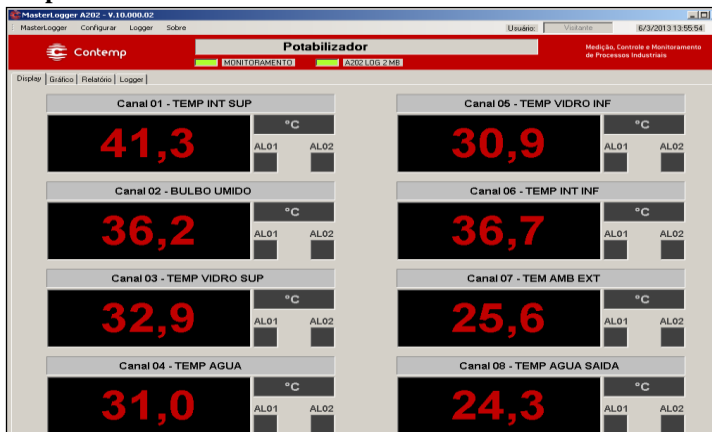 MasterLogger A202 - V.10.000.02
MasterLogger Configurar Logger Sobre Usuário: Visitante 6/3/2013 13:55:54
Contemp
Potabilizador
MONITORAMENTO A202 LOG 2 MB
Medição, Controle e Monitoramento
de Processos Industriais
Display Gráfico Relatório Logger
Canal 01 - TEMP INT SUP
41,3
°C
AL01 AL02
Canal 05 - TEMP VIDRO INF
30,9
°C
AL01 AL02
Canal 02 - BULBO UMIDO
36,2
°C
AL01 AL02
Canal 06 - TEMP INT INF
36,7
°C
AL01 AL02
Canal 03 - TEMP VIDRO SUP
32,9
°C
AL01 AL02
Canal 07 - TEM AMB EXT
25,6
°C
AL01 AL02
Canal 04 - TEMP AGUA
31,0
°C
AL01 AL02
Canal 08 - TEMP AGUA SAIDA
24,3
°C
AL01 AL02